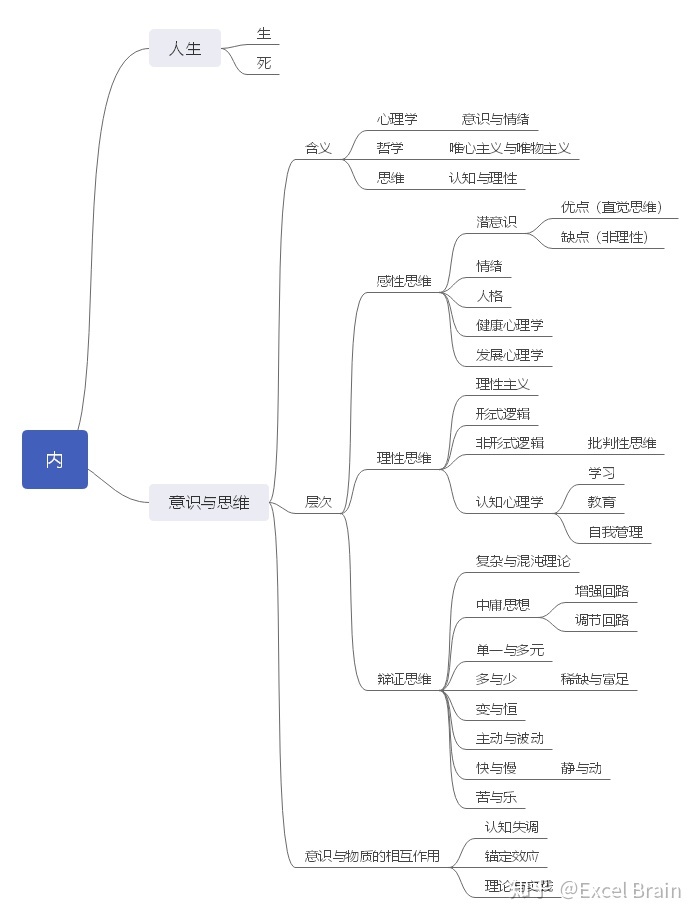 内
人生
生
死
意识与思维
含义
心理学
意识与情绪
哲学
唯心主义与唯物主义
思维
认知与理性
层次
感性思维
潜意识
优点（直觉思维）
缺点（非理性）
情绪
人格
健康心理学
发展心理学
理性思维
理性主义
形式逻辑
非形式逻辑
批判性思维
认知心理学
学习
教育
自我管理
辩证思维
复杂与混沌理论
中庸思想
增强回路
调节回路
单一与多元
多与少
稀缺与富足
变与恒
主动与被动
快与慢
静与动
苦与乐
意识与物质的相互作用
认知失调
锚定效应
理论与实践
知乎 @Excel Brain